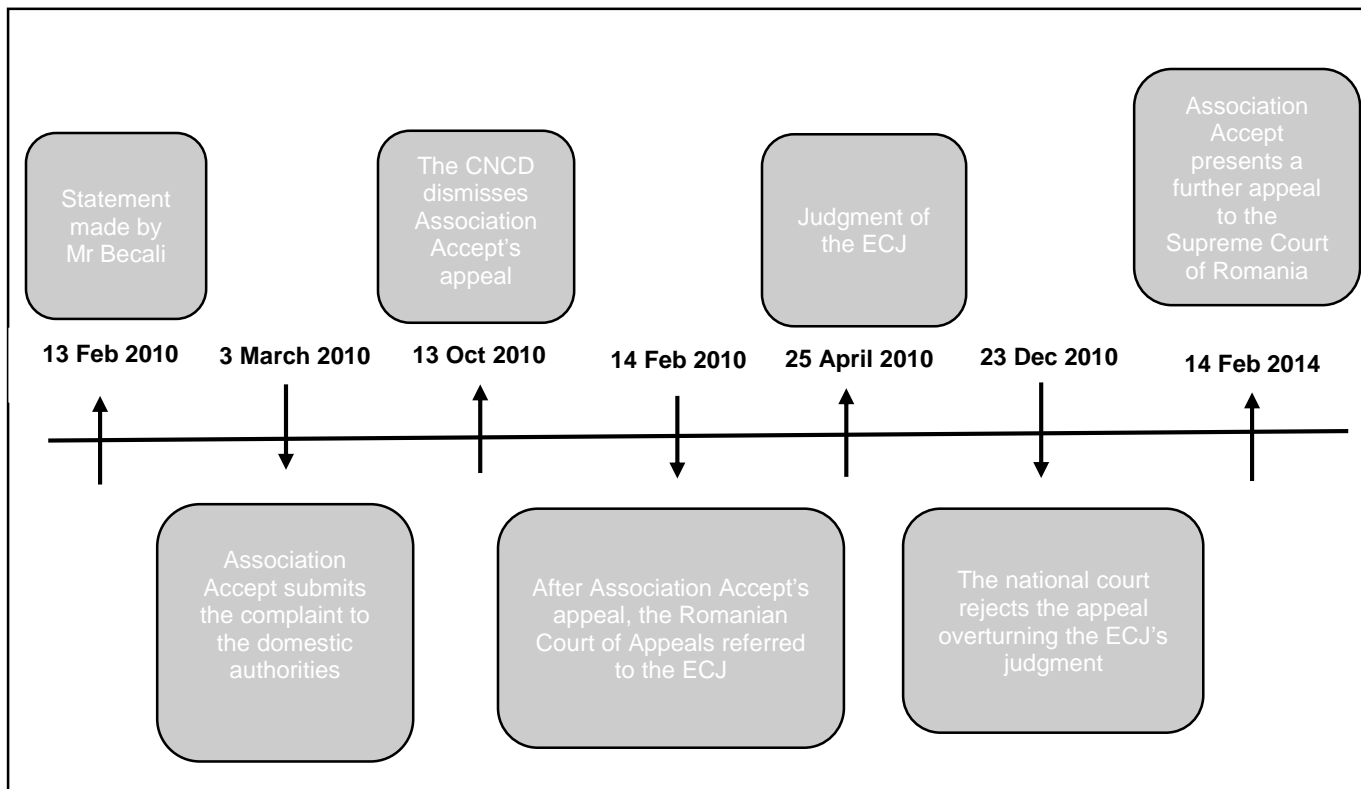 Statement
made by
Mr Becali
The CNCD
dismisses
Association
Accept's
appeal
Judgment of
the ECJ
Association
Accept
presents a
further appeal
to the
Supreme Court
of Romania
13 Feb 2010
3 March 2010
13 Oct 2010
14 Feb 2010
25 April 2010
23 Dec 2010
14 Feb 2014
Association
Accept submits
the complaint to
the domestic
authorities
After Association Accept's
appeal, the Romanian
Court of Appeals referred
to the ECJ
The national court
rejects the appeal
overturning the ECJ's
judgment